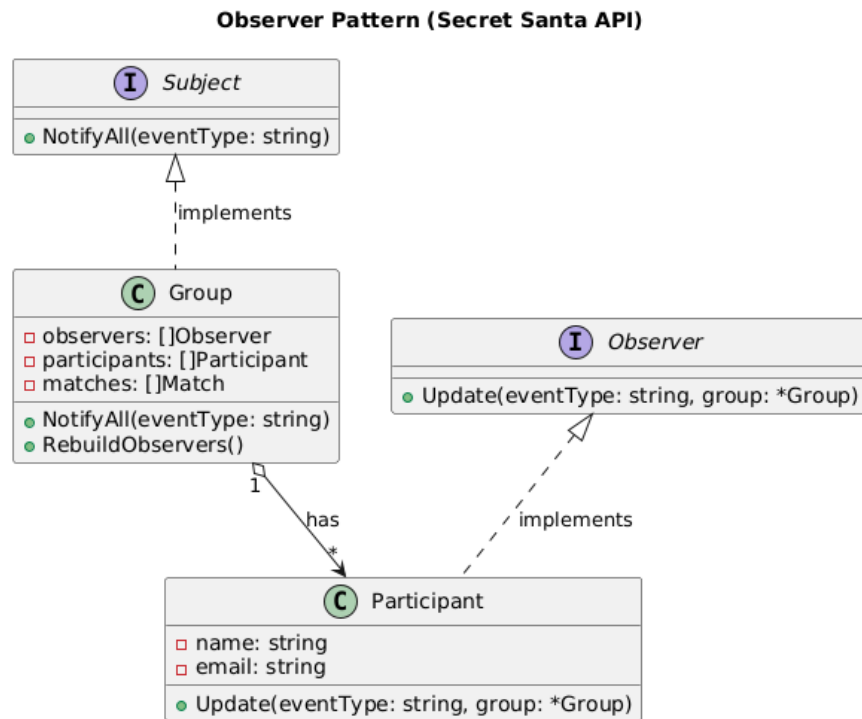 Observer Pattern (Secret Santa API)
I Subject
NotifyAll(eventType: string)
implements
C Group
observers: []Observer
participants: []Participant
matches: []Match
NotifyAll(eventType: string)
RebuildObservers()
I Observer
Update(eventType: string, group: *Group)
1
has
*
implements
C Participant
name: string
email: string
Update(eventType: string, group: *Group)